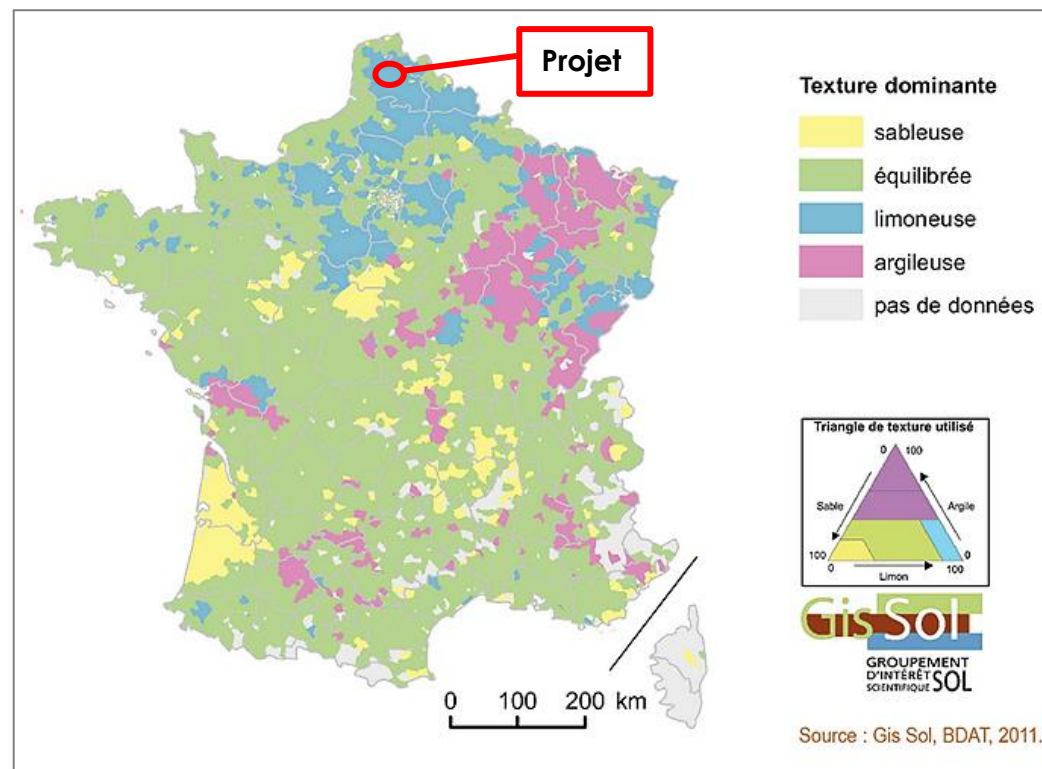 Projet
Texture dominante
sableuse
équilibrée
limoneuse
argileuse
pas de données
Triangle de texture utilisé
0 100
Sable
Argile
100 0
0 100
Limon
Gis Sol
GROUPEMENT
D'INTÉRÊT
SCIENTIFIQUE SOL
0 100 200 km
Source : Gis Sol, BDAT, 2011.